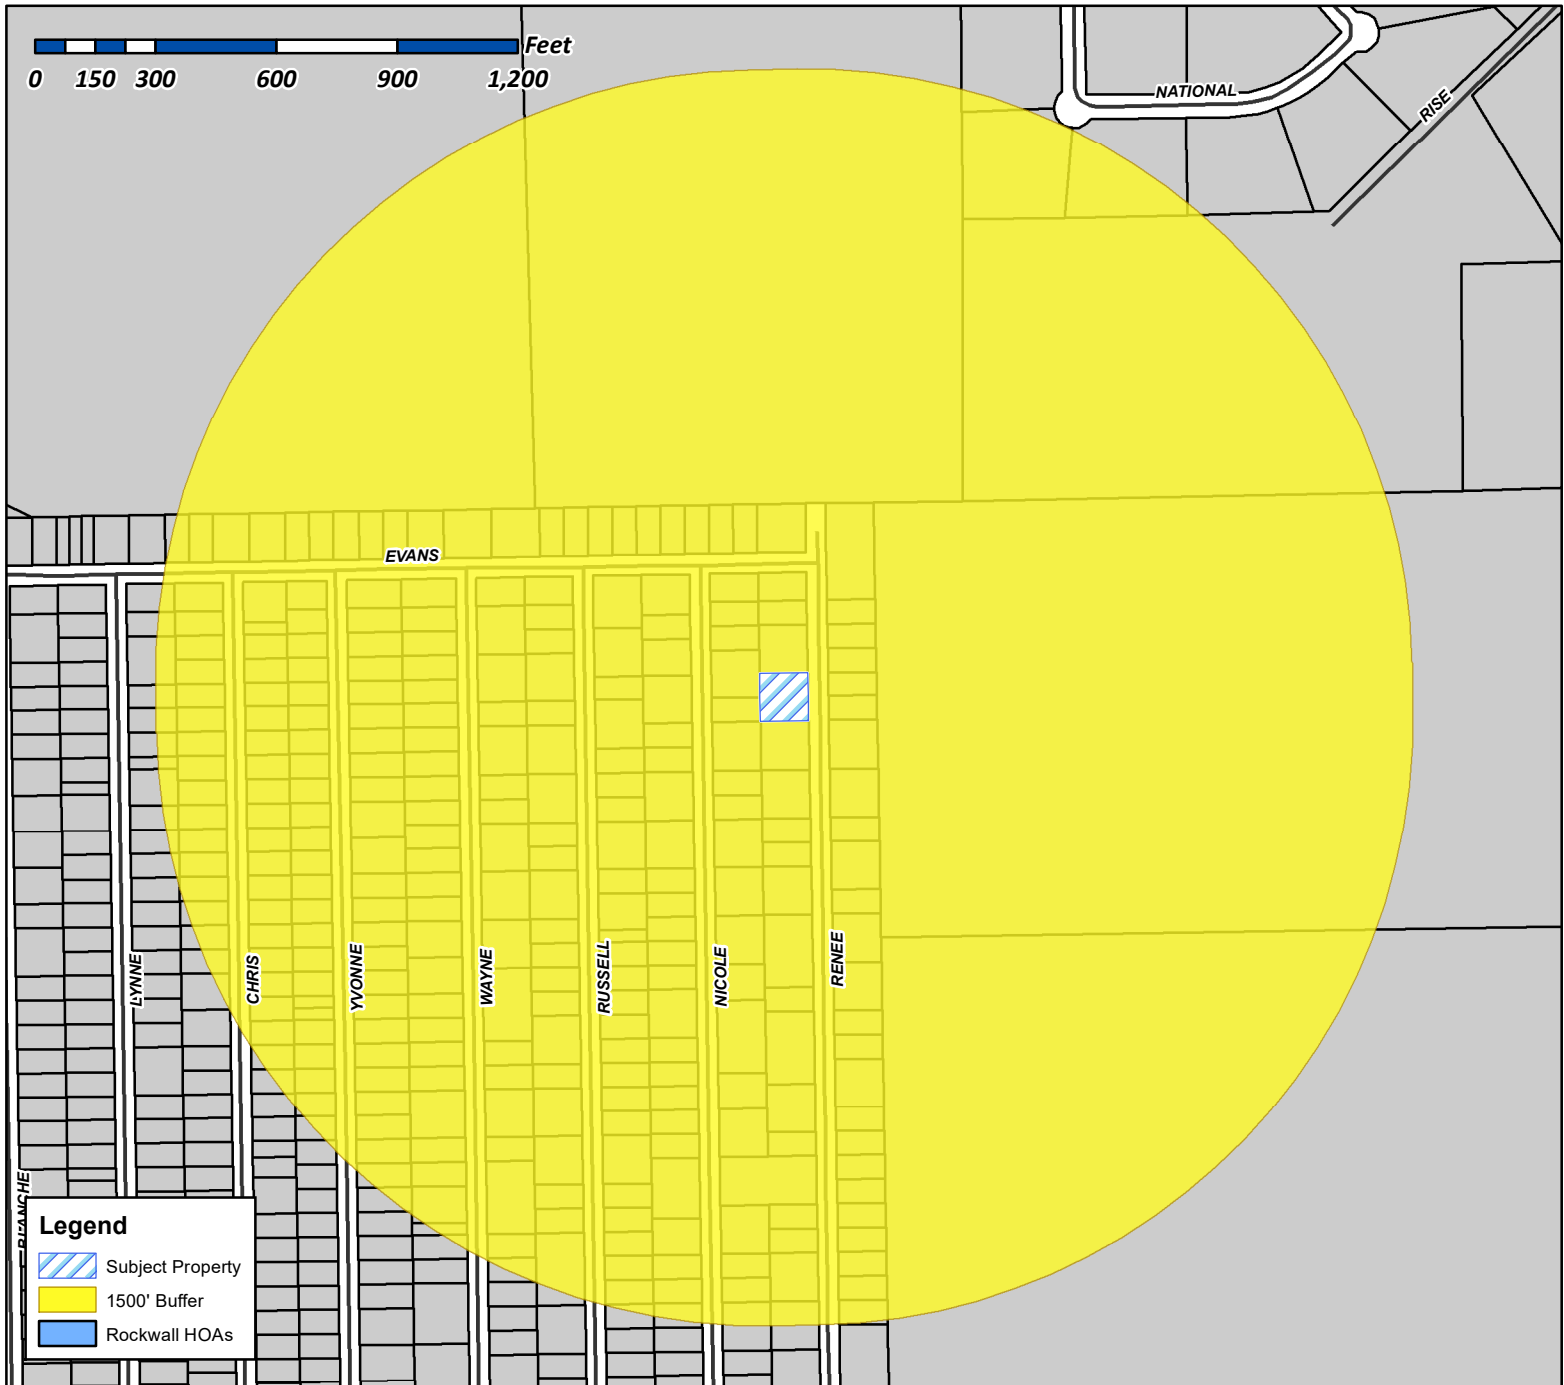 Feet
0 150 300 600 900 1,200
NATIONAL
RISE
EVANS
LYNNE
CHRIS
YVONNE
WAYNE
RUSSELL
NICOLE
RENEE
BLANCHE
Legend
Subject Property
1500' Buffer
Rockwall HOAs